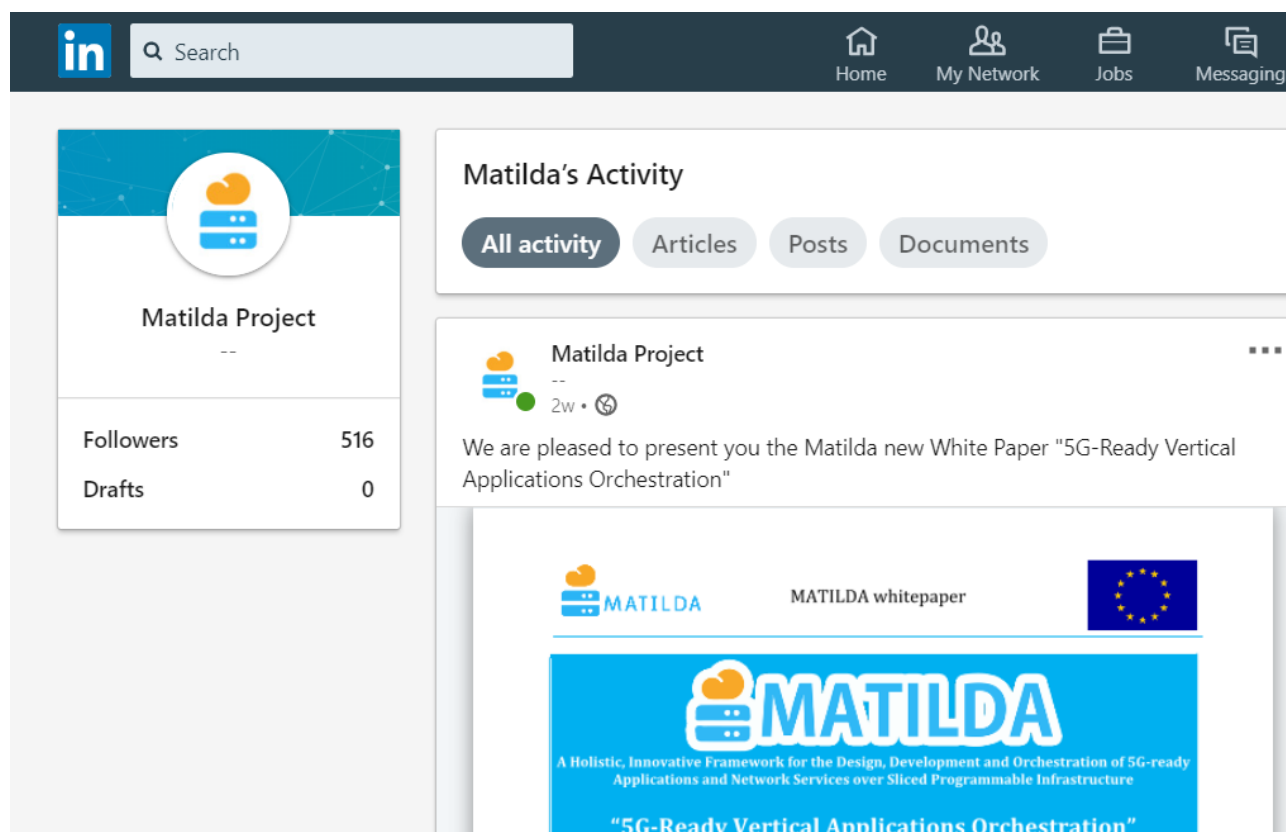 in
Search
Home
My Network
Jobs
Messaging
Matilda Project
--
Followers 516
Drafts 0
Matilda's Activity
All activity
Articles
Posts
Documents
Matilda Project
--
2w •
We are pleased to present you the Matilda new White Paper "5G-Ready Vertical
Applications Orchestration"
MATILDA
MATILDA whitepaper
MATILDA
A Holistic, Innovative Framework for the Design, Development and Orchestration of 5G-ready
Applications and Network Services over Sliced Programmable Infrastructure
“5G-Ready Vertical Applications Orchestration”